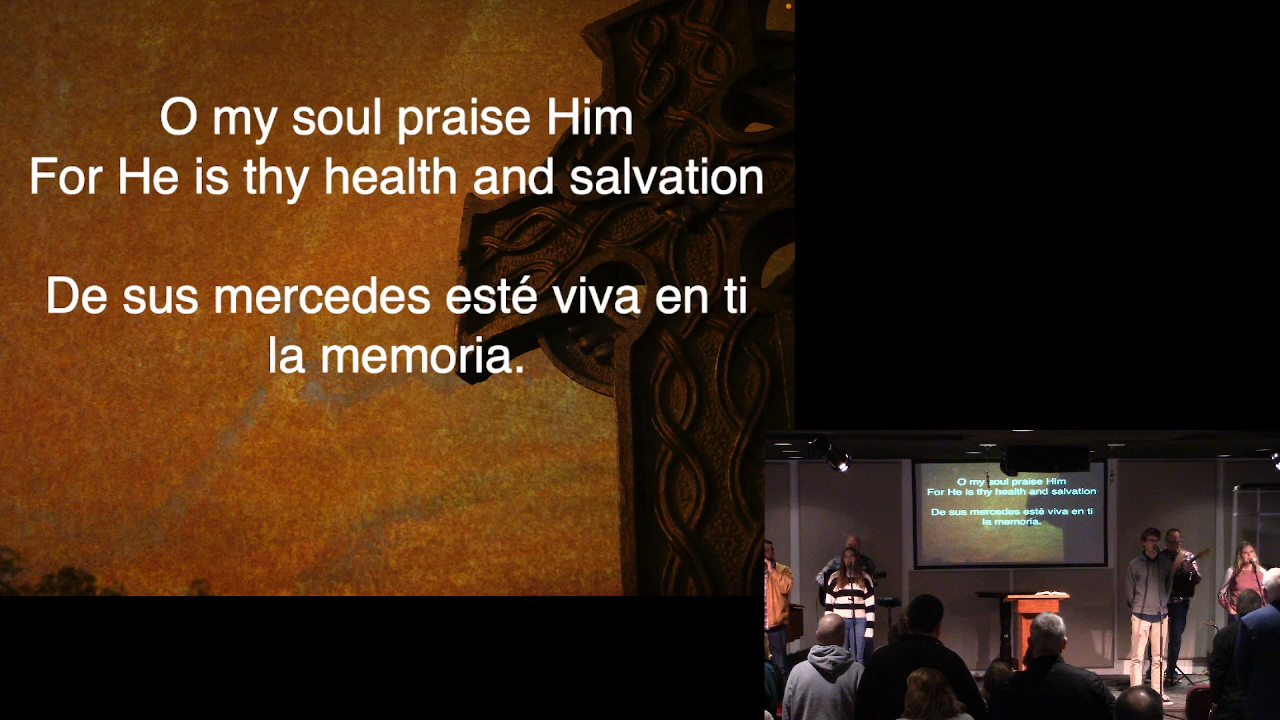 O my soul praise Him
For He is thy health and salvation
De sus mercedes esté viva en ti
la memoria.
O my soul praise Him
For He is thy health and salvation
De sus mercedes esté viva en ti
la memoria.